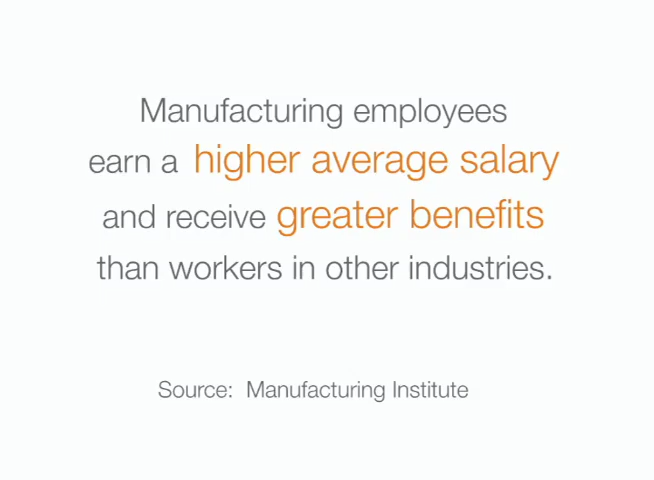 Manufacturing employees
earn a higher average salary
and receive greater benefits
than workers in other industries.
Source: Manufacturing Institute